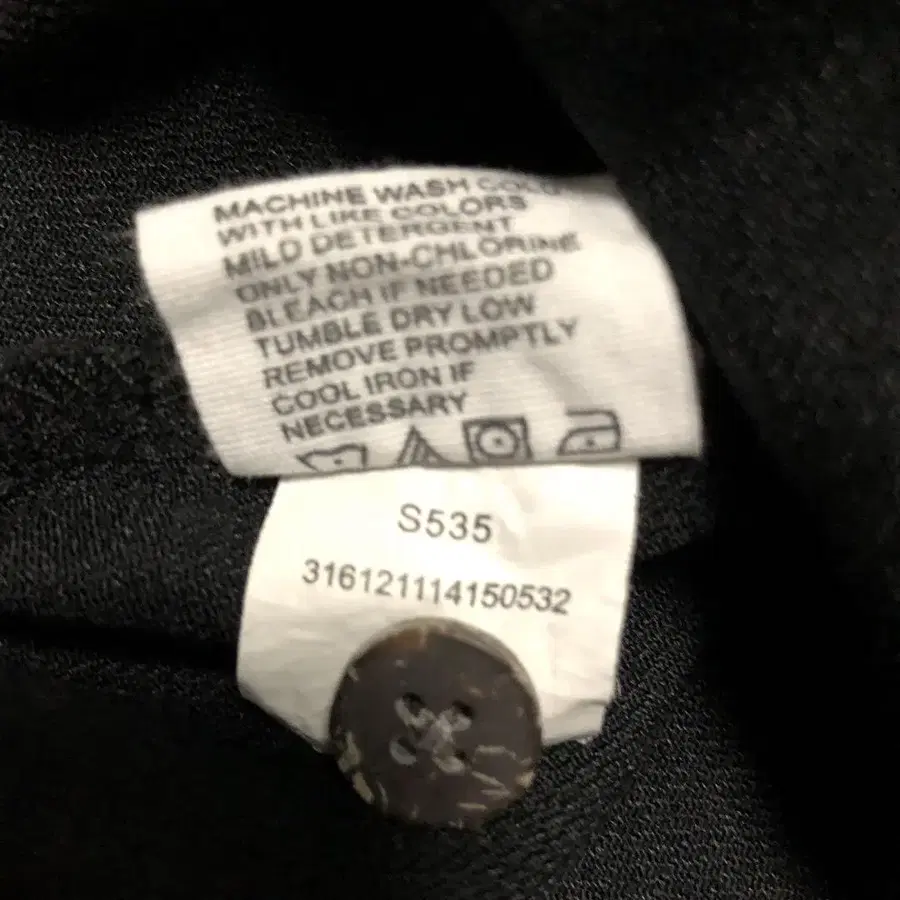 MACHINE WASH COLD
WITH LIKE COLORS
MILD DETERGENT
ONLY NON-CHLORINE
BLEACH IF NEEDED
TUMBLE DRY LOW
REMOVE PROMPTLY
COOL IRON IF
NECESSARY
S535
316121114150532